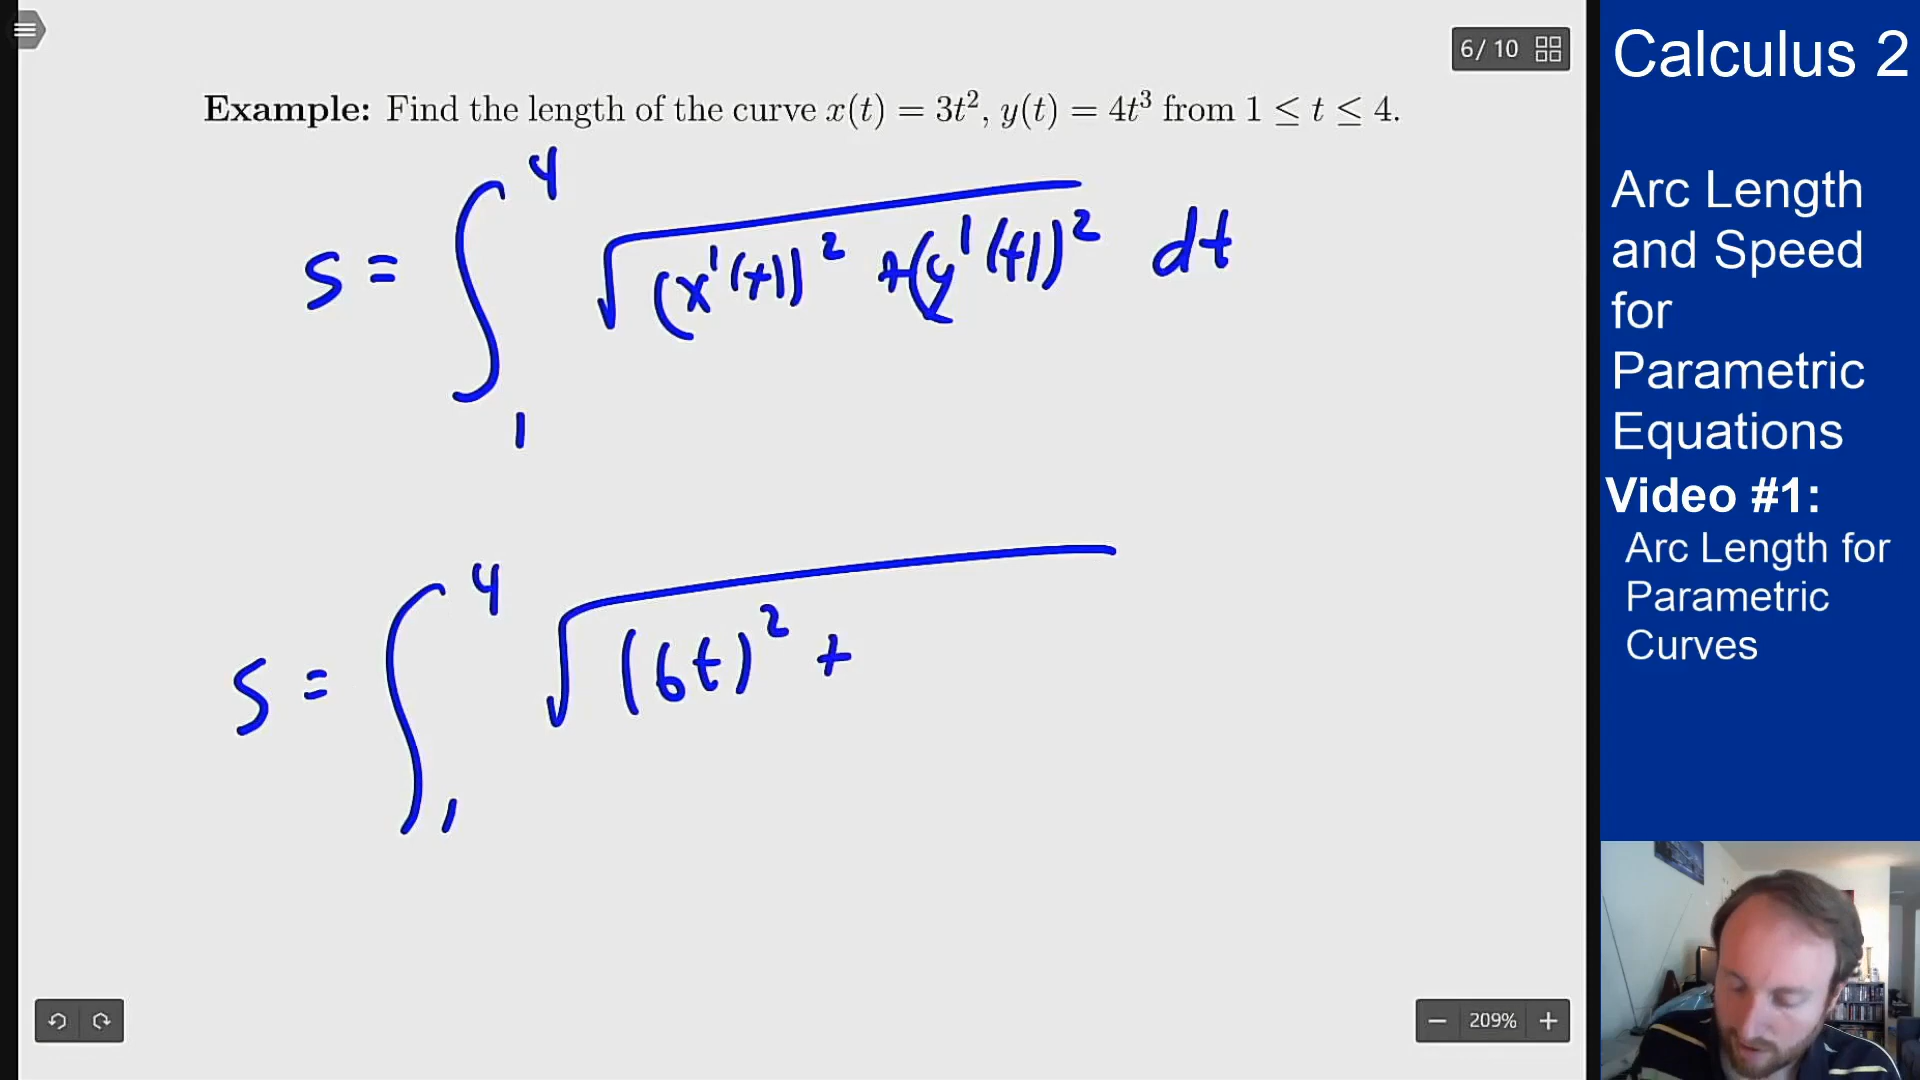 6 / 10
Example: Find the length of the curve x(t) = 3t², y(t) = 4t³ from 1 ≤ t ≤ 4.
s = ∫₁⁴ √((x'(t))² + (y'(t))²) dt
s = ∫₁⁴ √((6t)² +
209%
Calculus 2
Arc Length
and Speed
for
Parametric
Equations
Video #1:
Arc Length for
Parametric
Curves